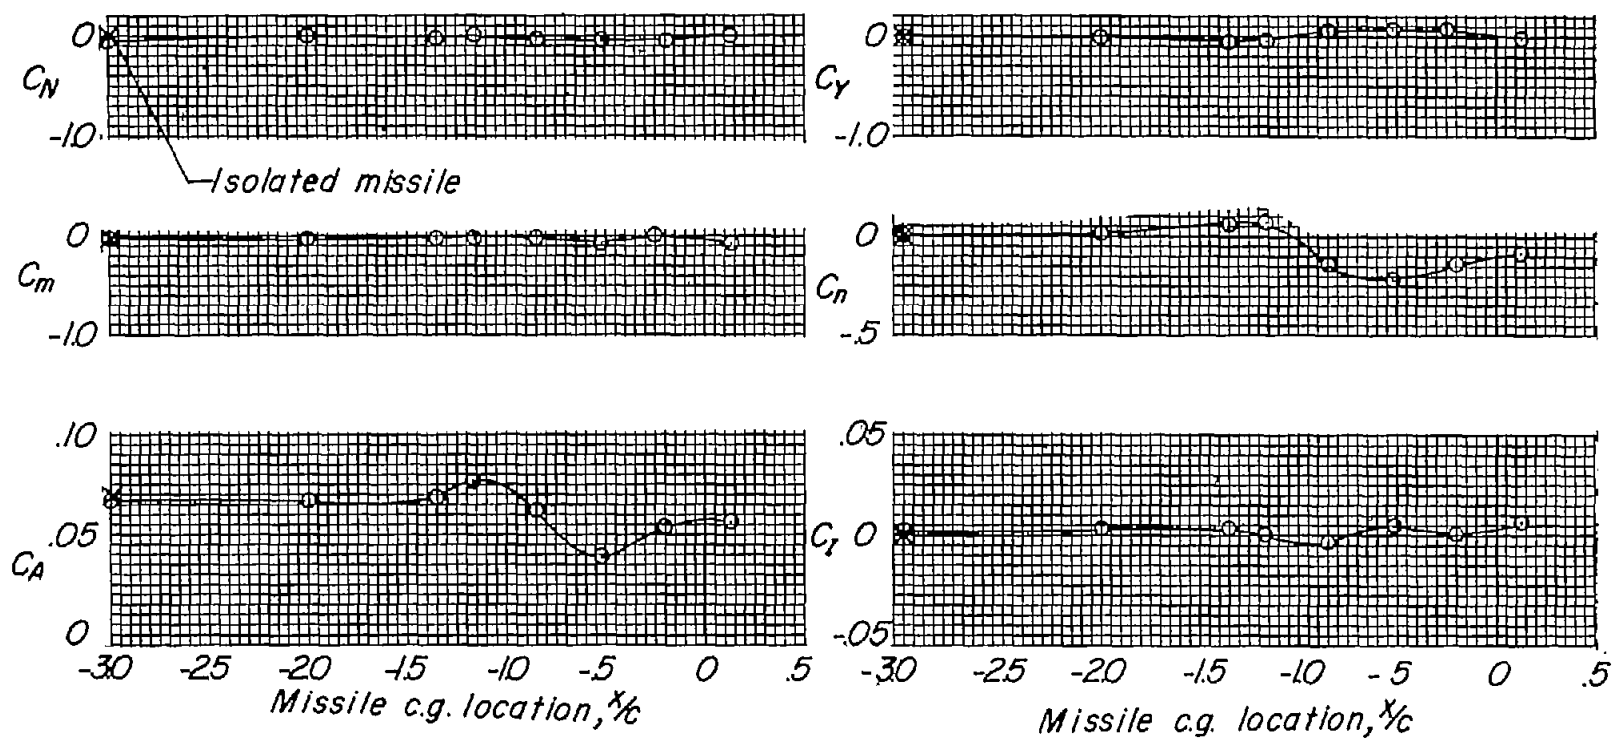 0
C_N
-1.0
Isolated missile
0
C_Y
-1.0
0
C_m
-1.0
0
C_n
-.5
.10
.05
C_A
0
-3.0 -2.5 -2.0 -1.5 -1.0 -.5 0 .5
Missile c.g. location, x/c
.05
C_l 0
-.05
-3.0 -2.5 -2.0 -1.5 -1.0 -.5 0 .5
Missile c.g. location, x/c